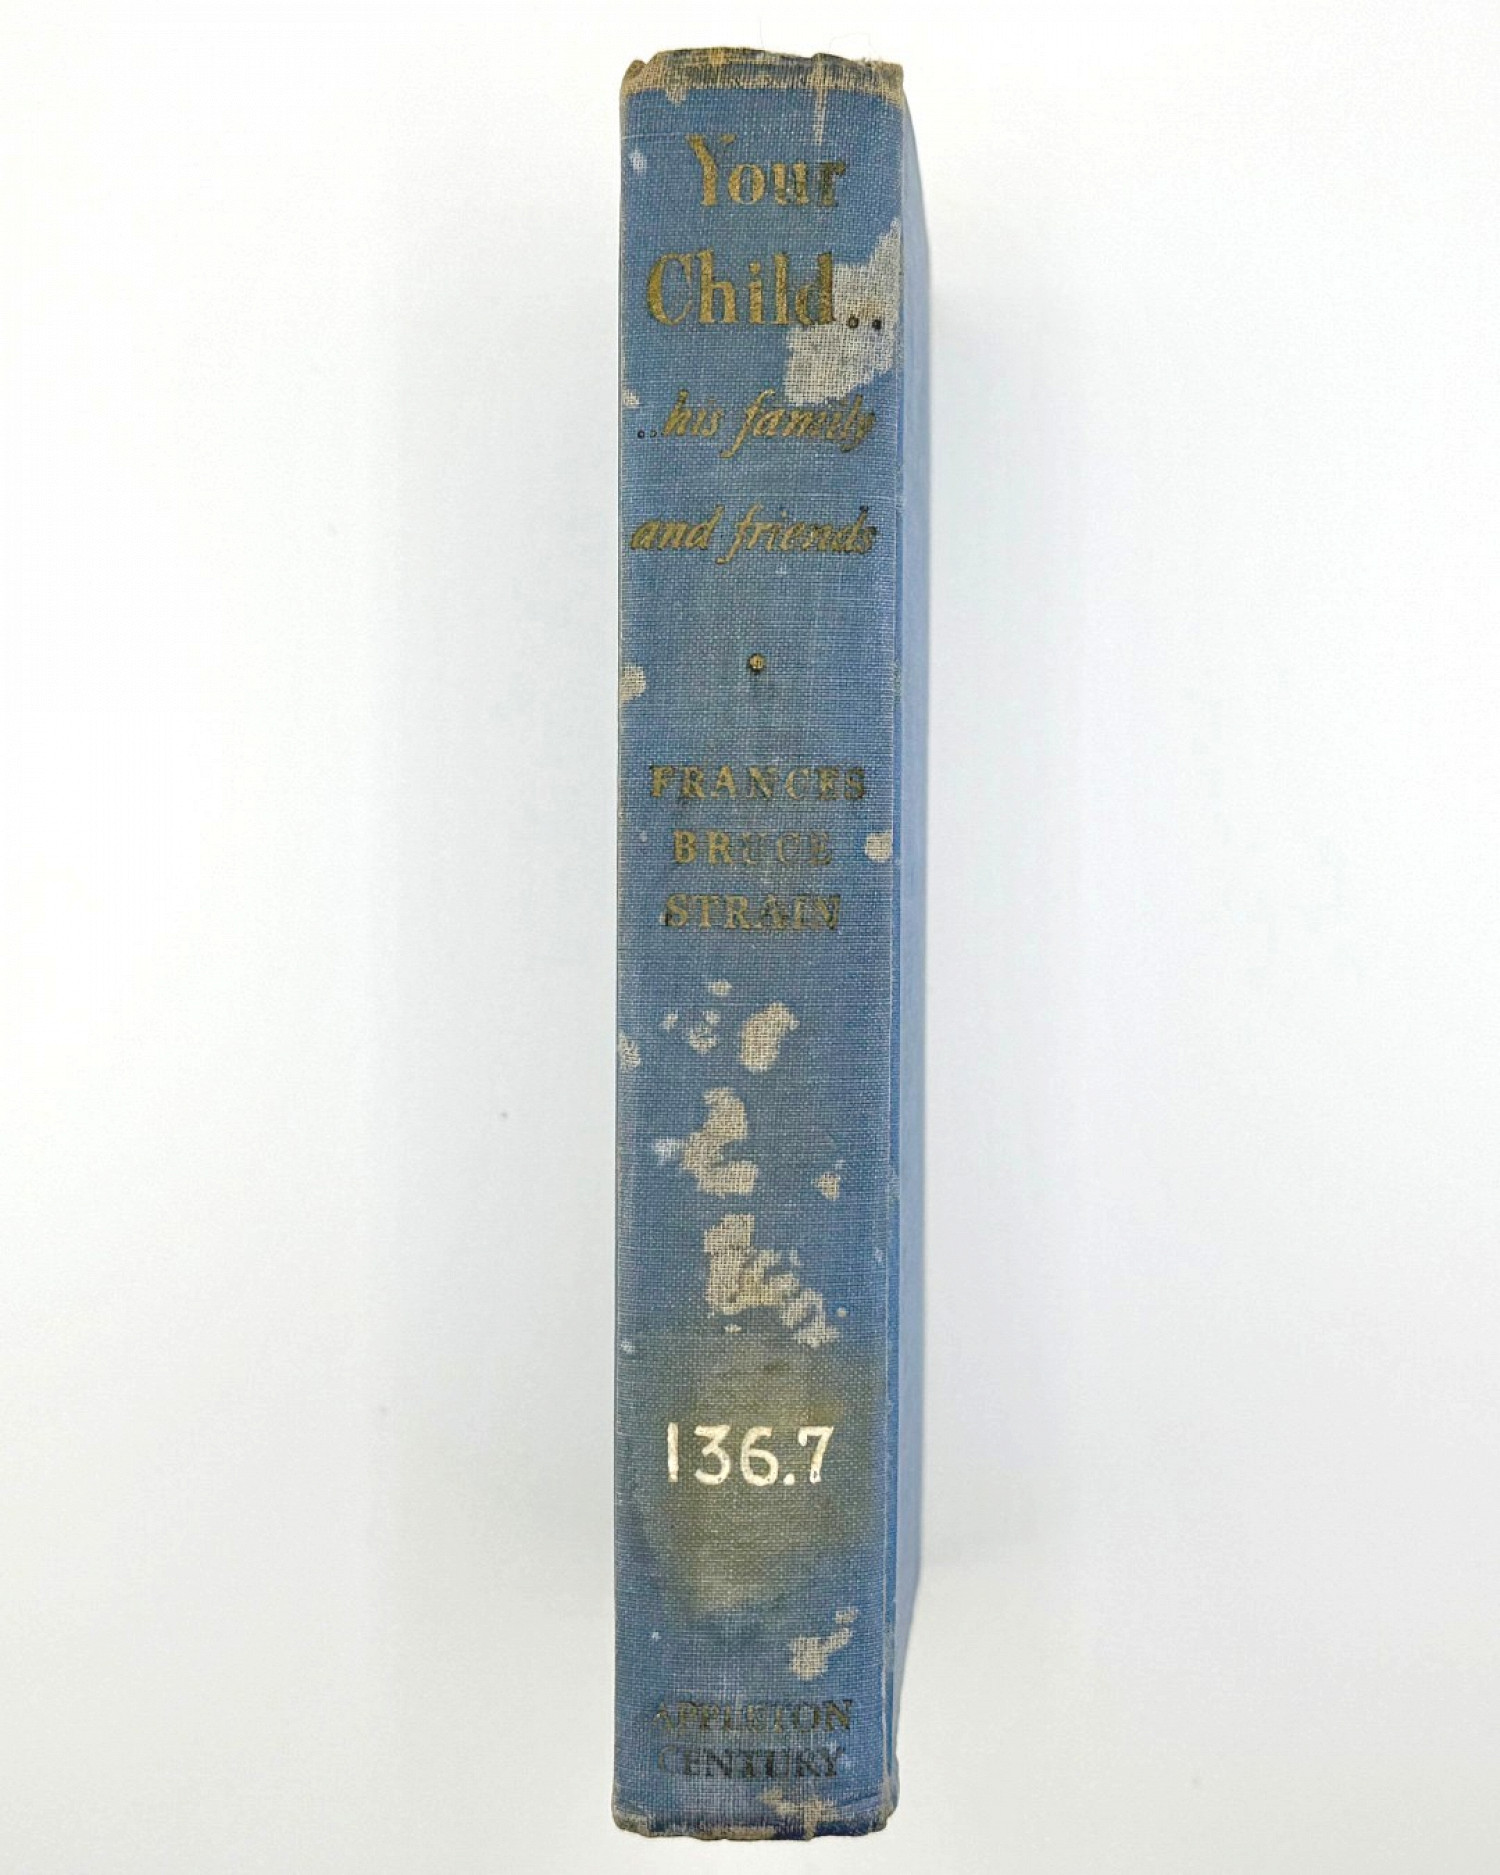 Your
Child..
..his family
and friends
FRANCES
BRUCE
STRAIN
136.7
APPLETON
CENTURY